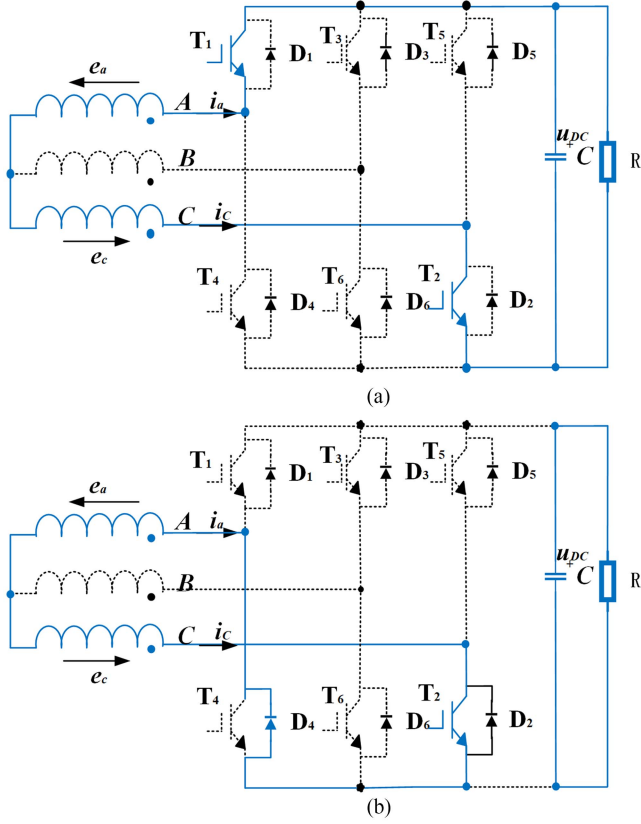 T1 D1 T3 D3 T5 D5
ea
A ia
B
C iC
ec
uDC
+ C R
T4 D4 T6 D6 T2 D2
(a)
T1 D1 T3 D3 T5 D5
ea
A ia
B
C iC
ec
uDC
+ C R
T4 D4 T6 D6 T2 D2
(b)